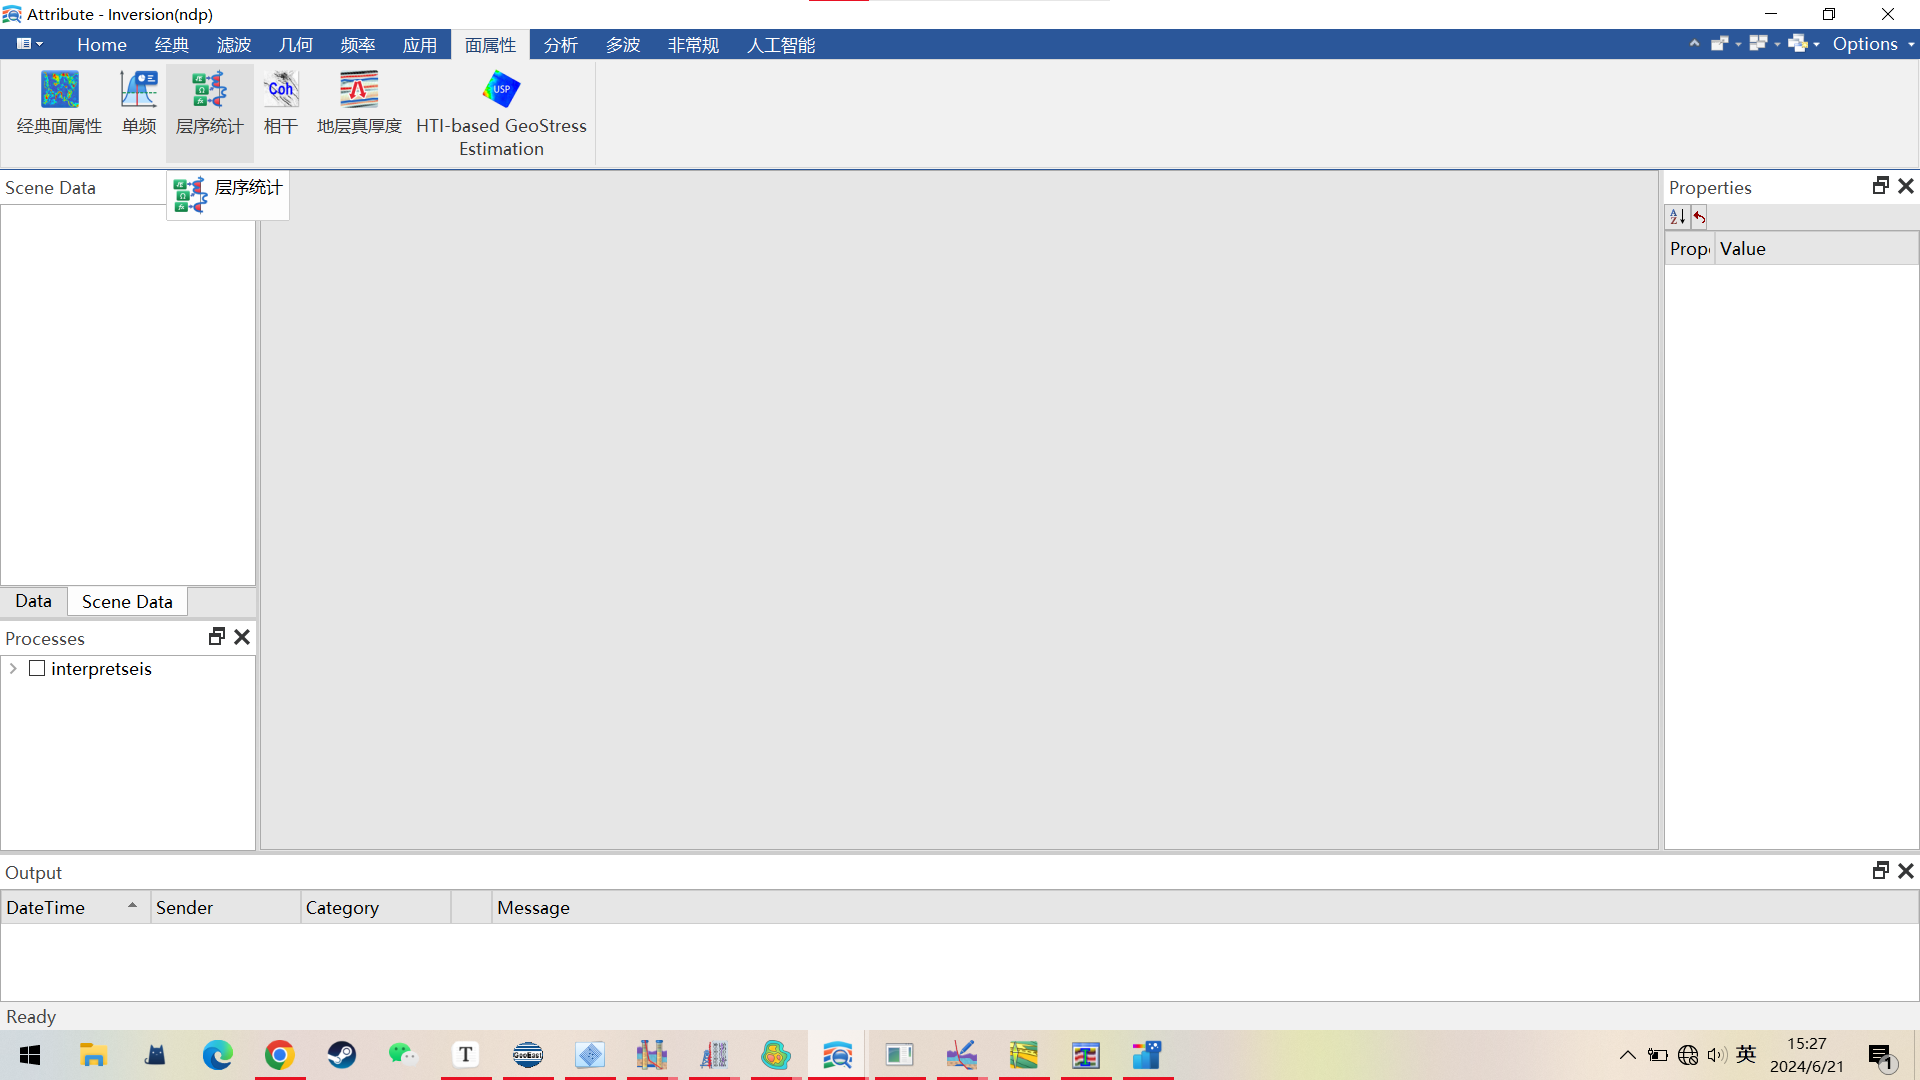 Attribute - Inversion(ndp)
Home 经典 滤波 几何 频率 应用 面属性 分析 多波 非常规 人工智能 Options
经典面属性 单频 层序统计 Coh 相干 地层真厚度 USP HTI-based GeoStress
Estimation
Scene Data
层序统计
Properties
Prop
Value
Data Scene Data
Processes
interpretseis
Output
DateTime Sender Category Message
Ready
T GeoEast 英 15:27
2024/6/21
1